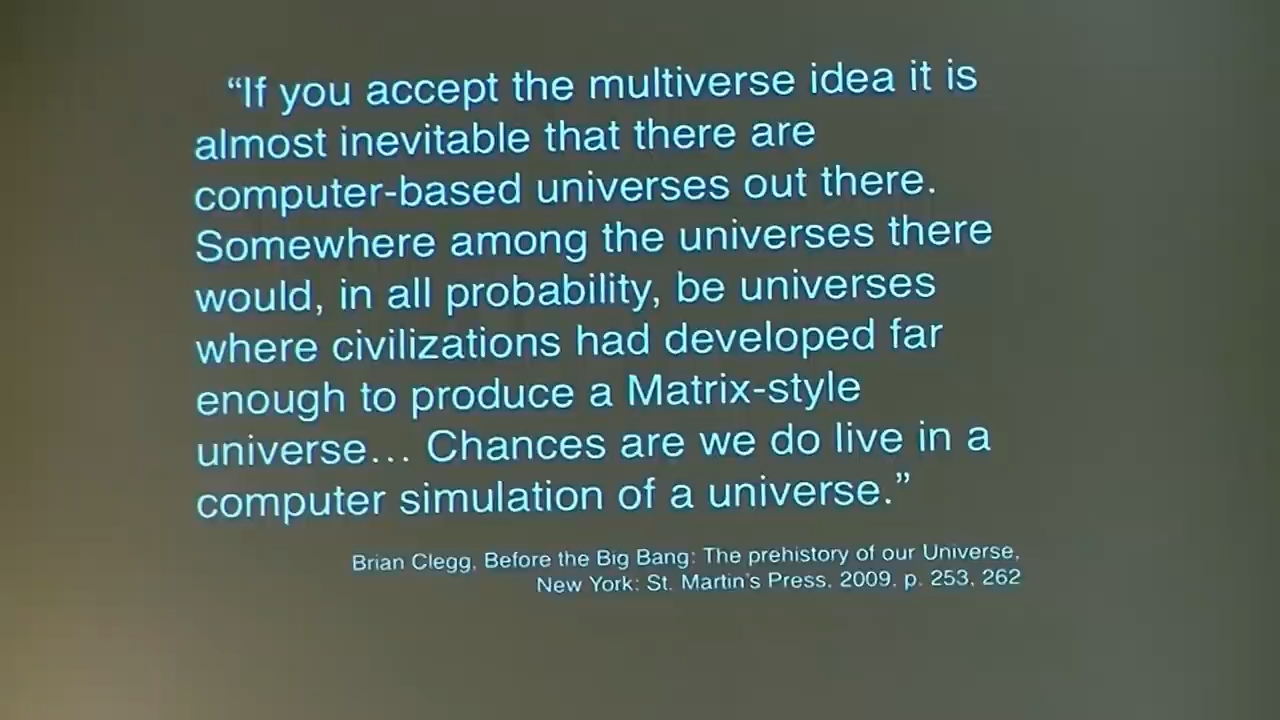 “If you accept the multiverse idea it is
almost inevitable that there are
computer-based universes out there.
Somewhere among the universes there
would, in all probability, be universes
where civilizations had developed far
enough to produce a Matrix-style
universe... Chances are we do live in a
computer simulation of a universe.”
Brian Clegg, Before the Big Bang: The prehistory of our Universe,
New York: St. Martin's Press, 2009, p. 253, 262